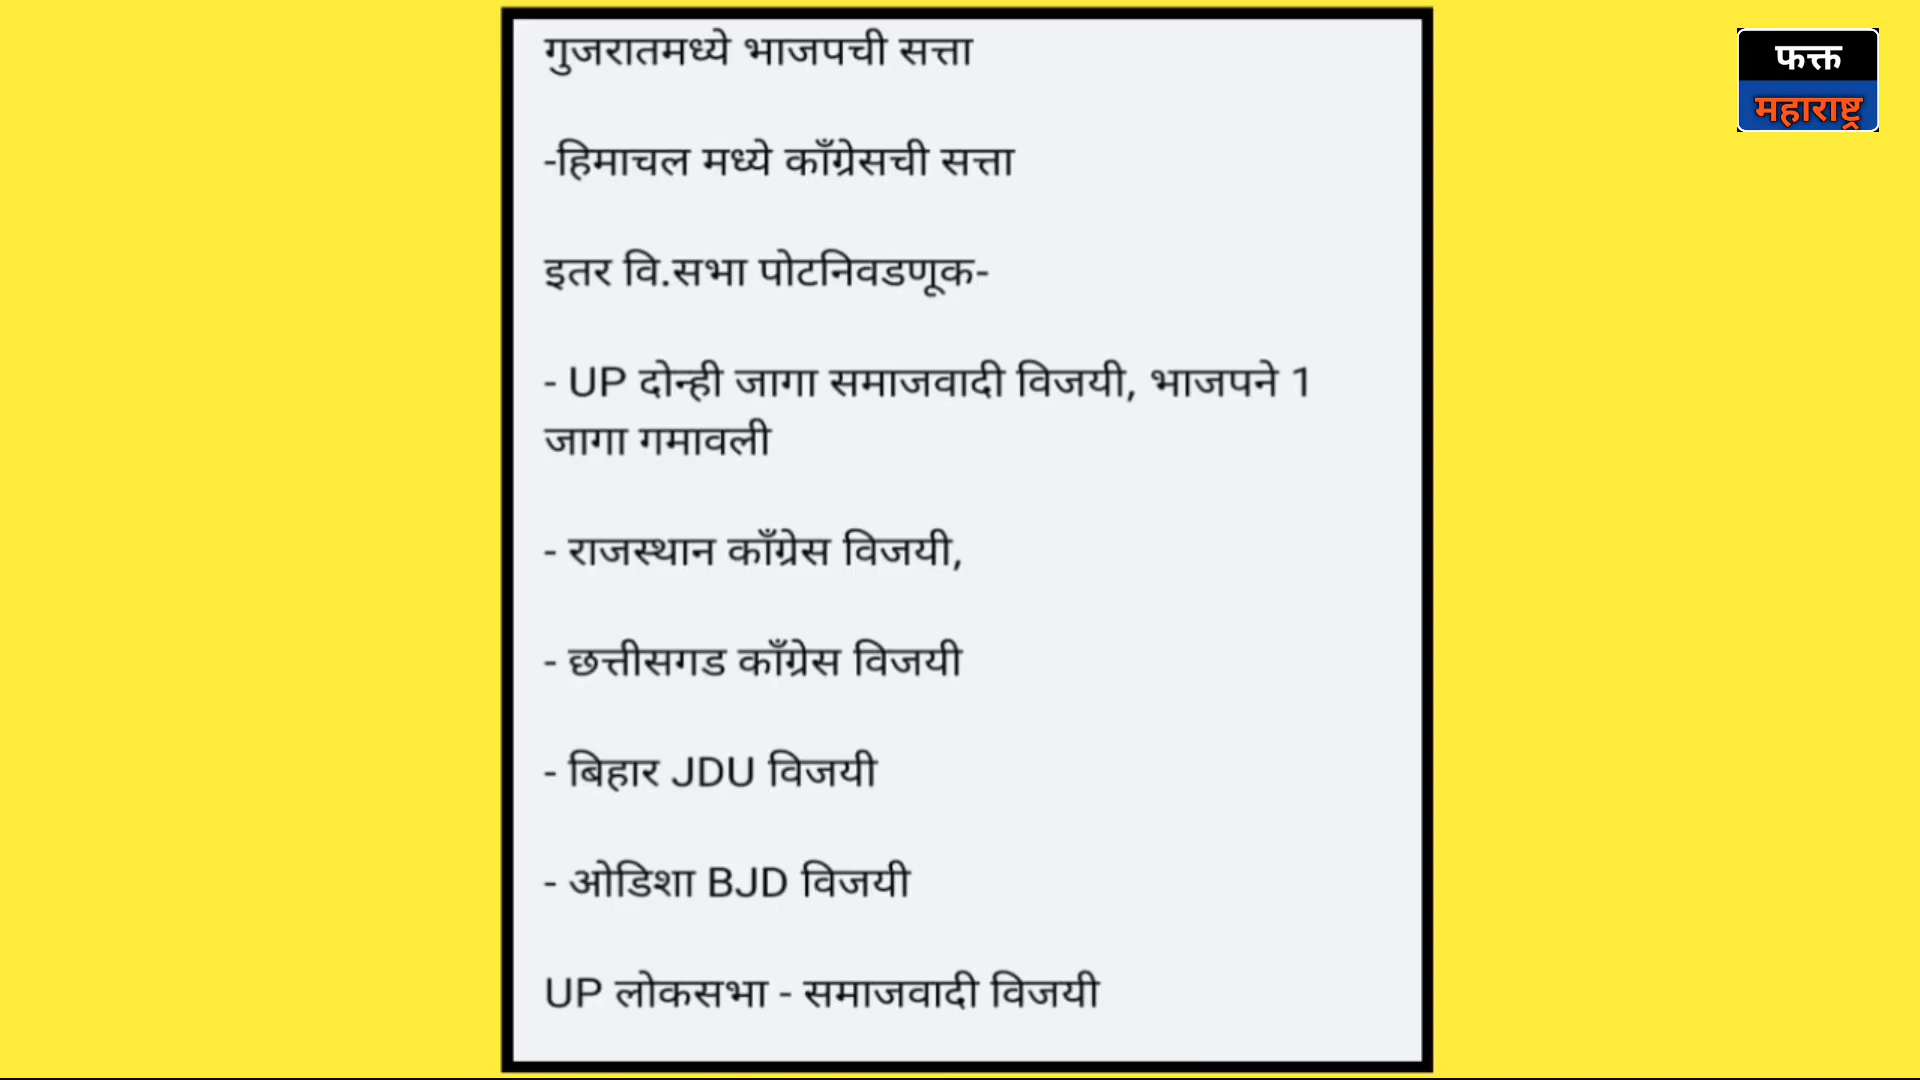 गुजरातमध्ये भाजपची सत्ता
-हिमाचल मध्ये काँग्रेसची सत्ता
इतर वि.सभा पोटनिवडणूक-
- UP दोन्ही जागा समाजवादी विजयी, भाजपने 1
जागा गमावली
- राजस्थान काँग्रेस विजयी,
- छत्तीसगड काँग्रेस विजयी
- बिहार JDU विजयी
- ओडिशा BJD विजयी
UP लोकसभा - समाजवादी विजयी
फक्त
महाराष्ट्र